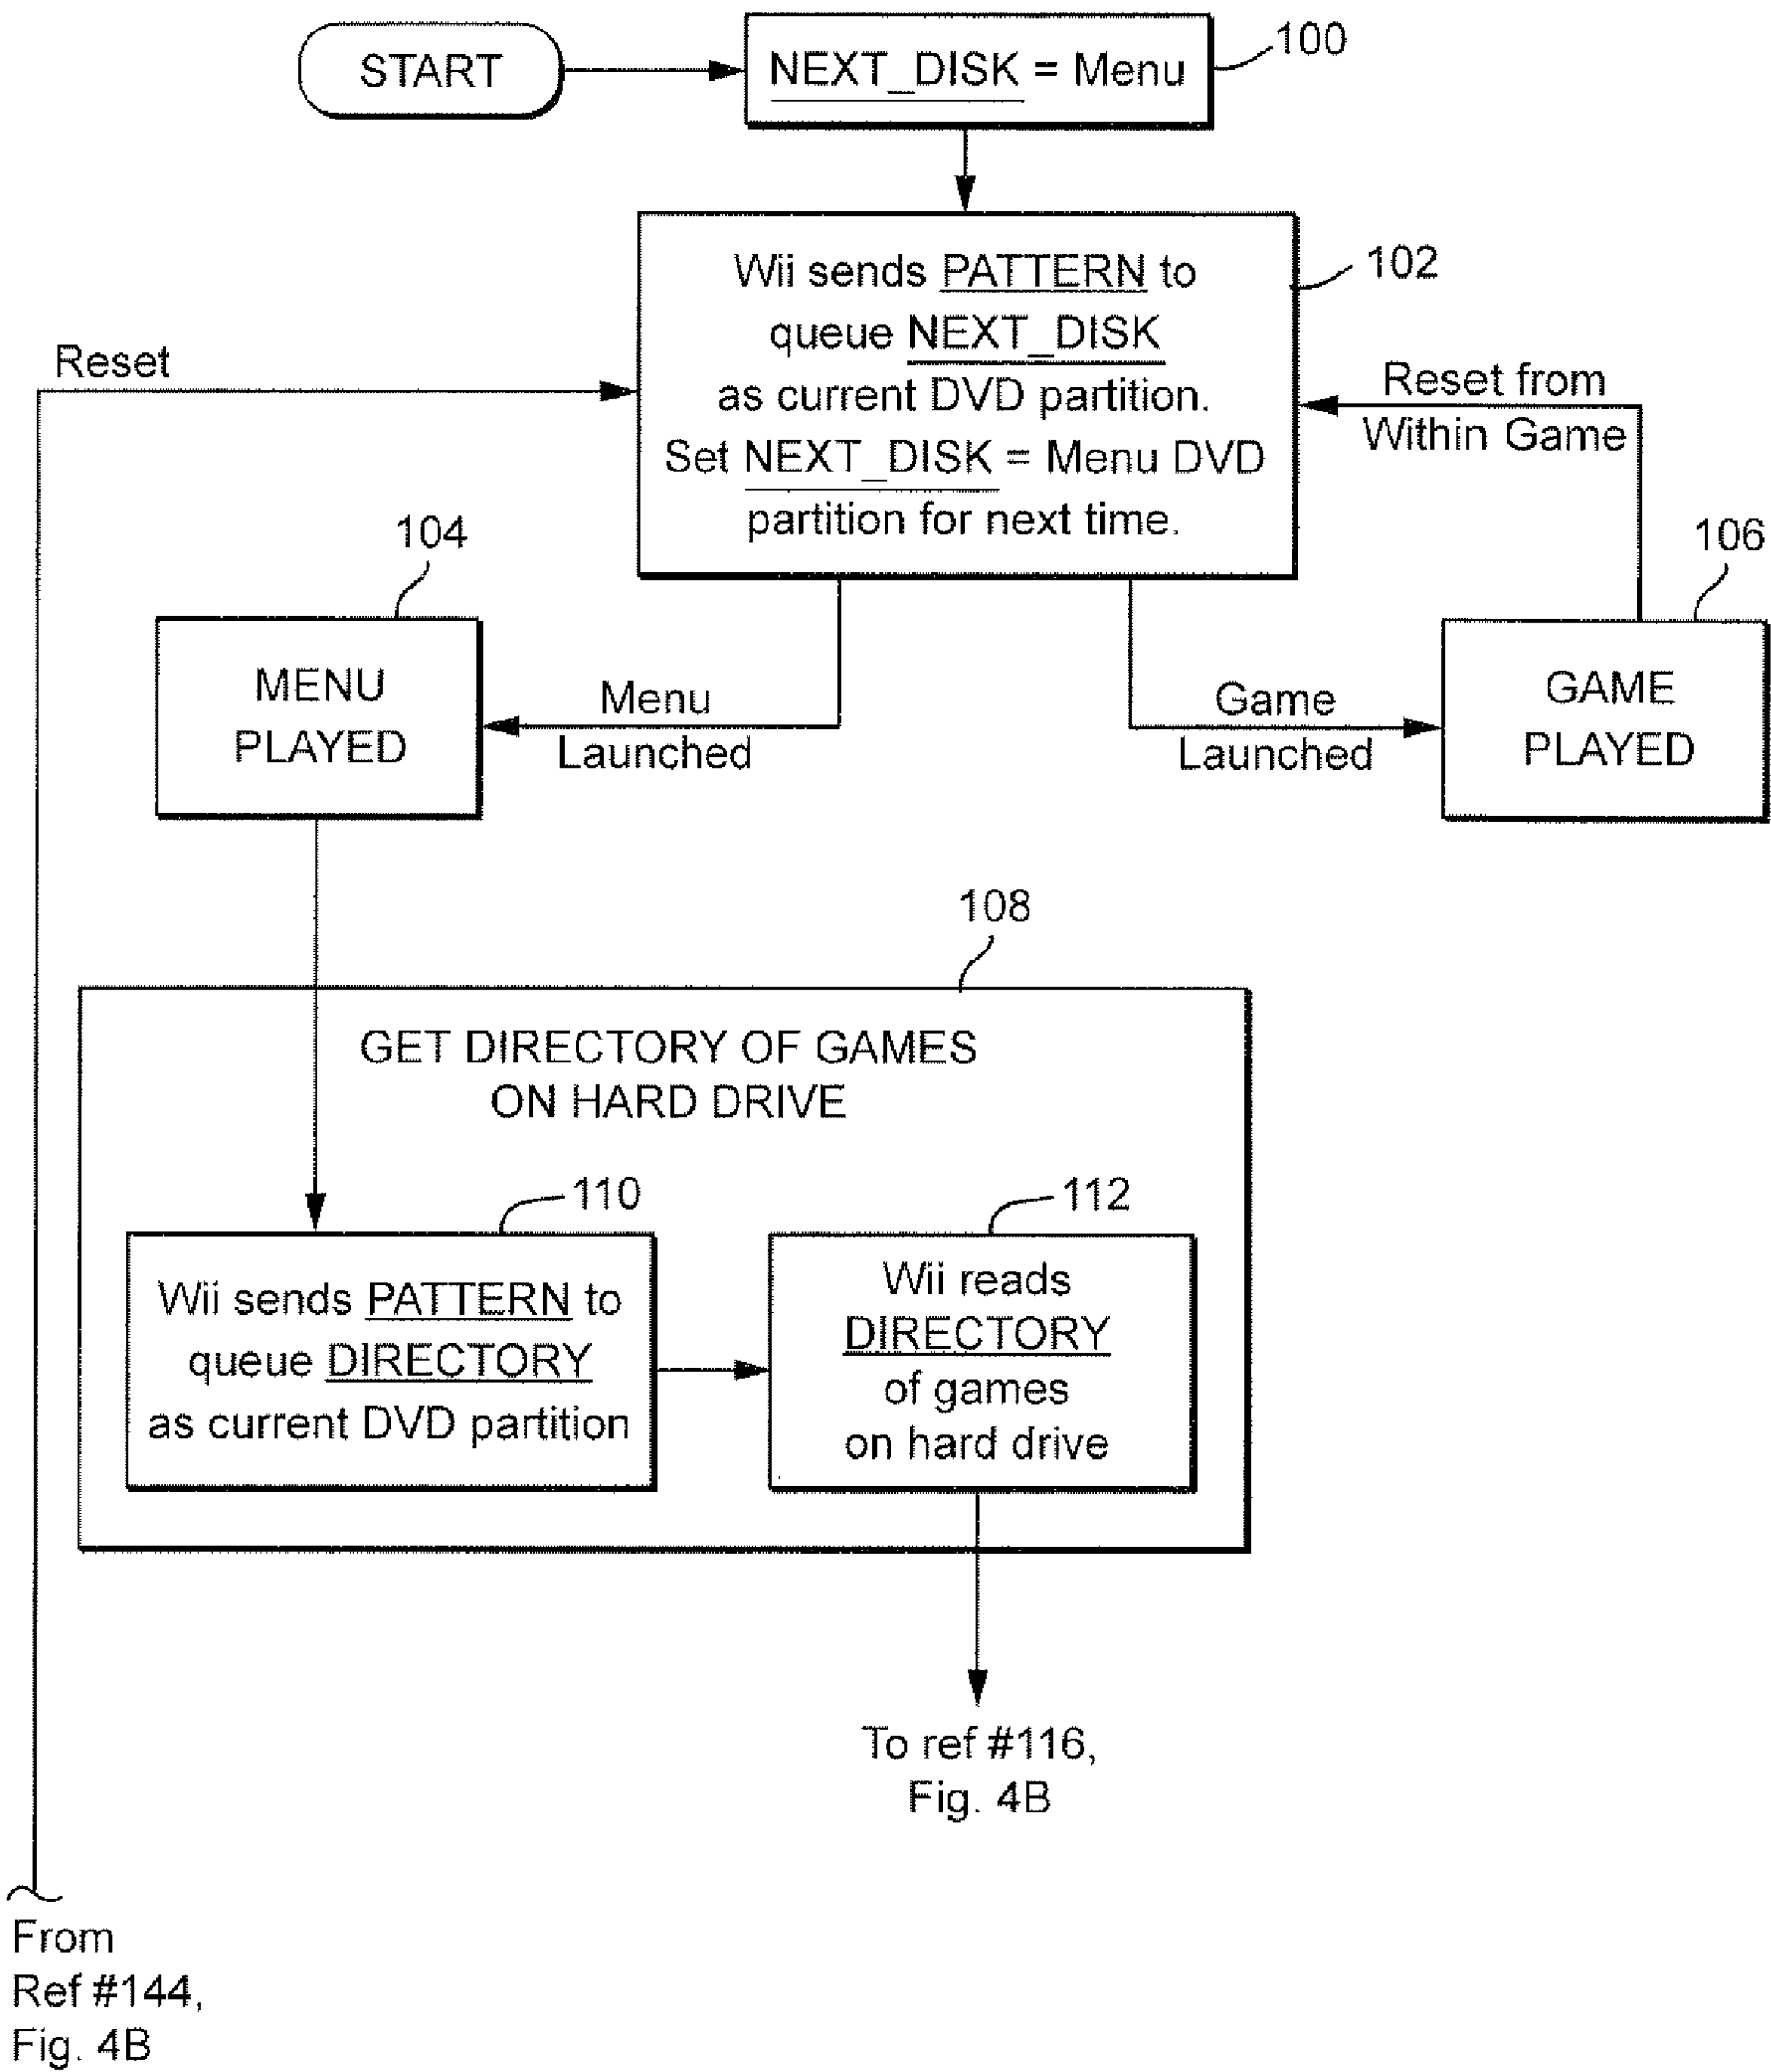 START
NEXT_DISK = Menu
100
Wii sends PATTERN to
queue NEXT_DISK
as current DVD partition.
Set NEXT_DISK = Menu DVD
partition for next time.
102
Reset
Reset from
Within Game
104
106
MENU
PLAYED
Menu
Launched
Game
Launched
GAME
PLAYED
108
GET DIRECTORY OF GAMES
ON HARD DRIVE
110
112
Wii sends PATTERN to
queue DIRECTORY
as current DVD partition
Wii reads
DIRECTORY
of games
on hard drive
To ref #116,
Fig. 4B
From
Ref #144,
Fig. 4B